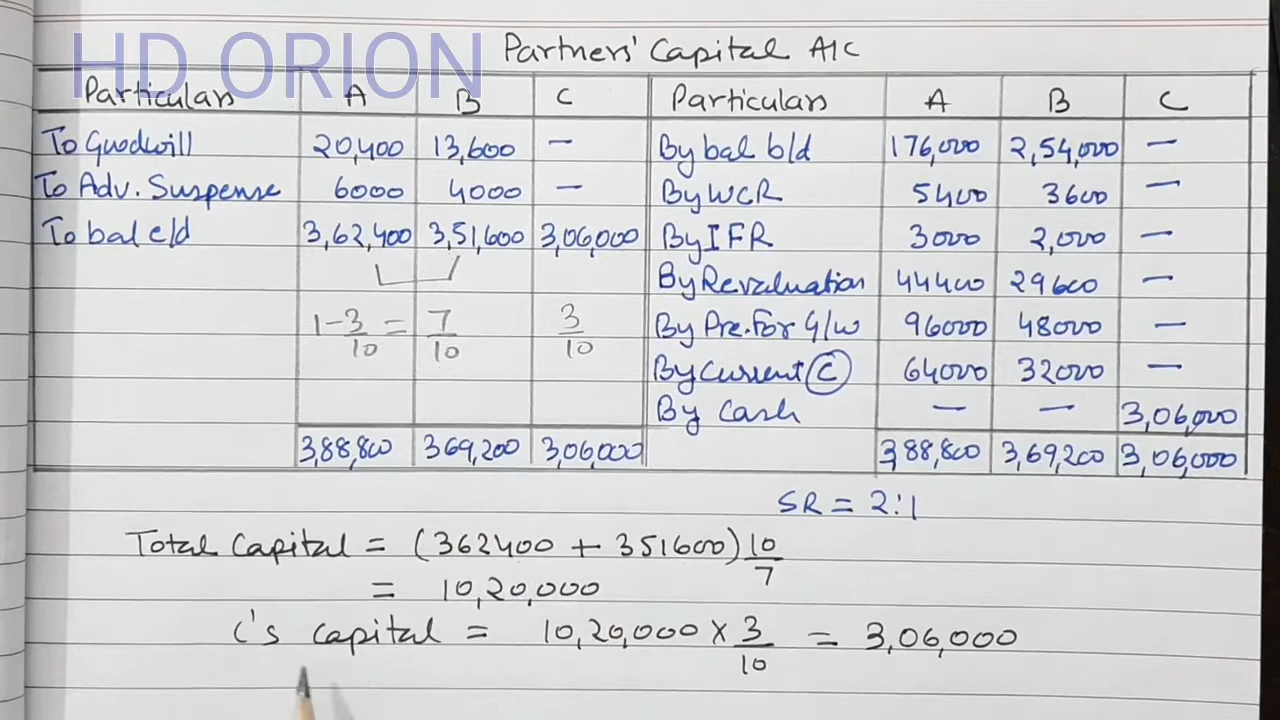 HD ORION
Partners' Capital A/C
Particulars A B C Particulars A B C
To Goodwill 20,400 13,600 — By bal b/d 176,000 2,54,000 —
To Adv. Suspense 6000 4000 — By WCR 5400 3600 —
To bal c/d 3,62,400 3,51,600 3,06,000 By IFR 3000 2,000 —
By Revaluation 44400 29600 —
1-3/10 = 7/10 3/10 By Pre. For G/w 96000 48000 —
By Current C 64000 32000 —
By Cash — — 3,06,000
3,88,800 369,200 3,06,000 3,88,800 3,69,200 3,06,000
SR = 2:1
Total Capital = (362400 + 351600) 10/7
= 10,20,000
C's capital = 10,20,000 × 3/10 = 3,06,000